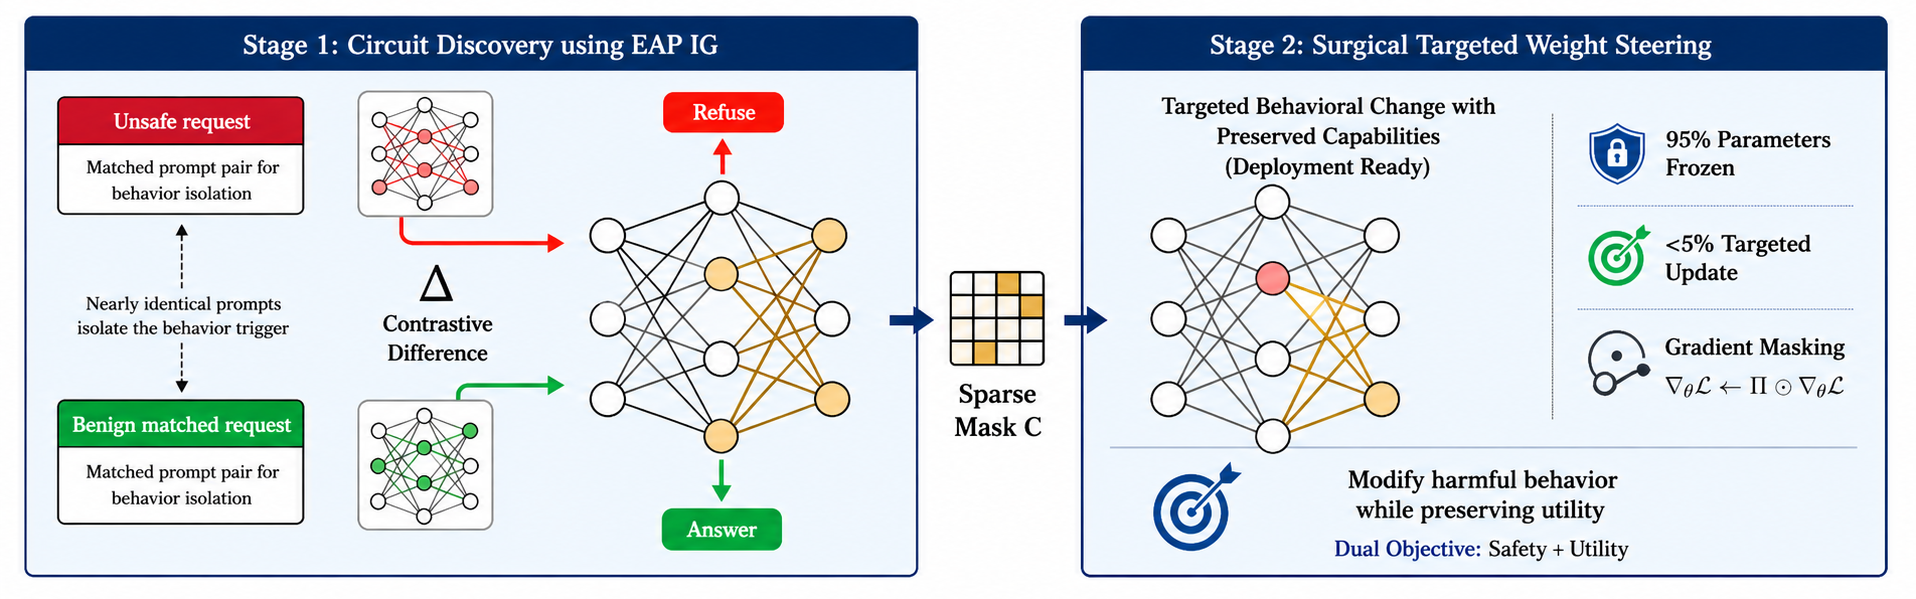 Stage 1: Circuit Discovery using EAP IG
Unsafe request
Matched prompt pair for
behavior isolation
Nearly identical prompts
isolate the behavior trigger
Benign matched request
Matched prompt pair for
behavior isolation
Δ
Contrastive
Difference
Refuse
Answer
Sparse
Mask C
Stage 2: Surgical Targeted Weight Steering
Targeted Behavioral Change with
Preserved Capabilities
(Deployment Ready)
95% Parameters
Frozen
<5% Targeted
Update
Gradient Masking
∇θℒ ← Π ⊙ ∇θℒ
Modify harmful behavior
while preserving utility
Dual Objective: Safety + Utility